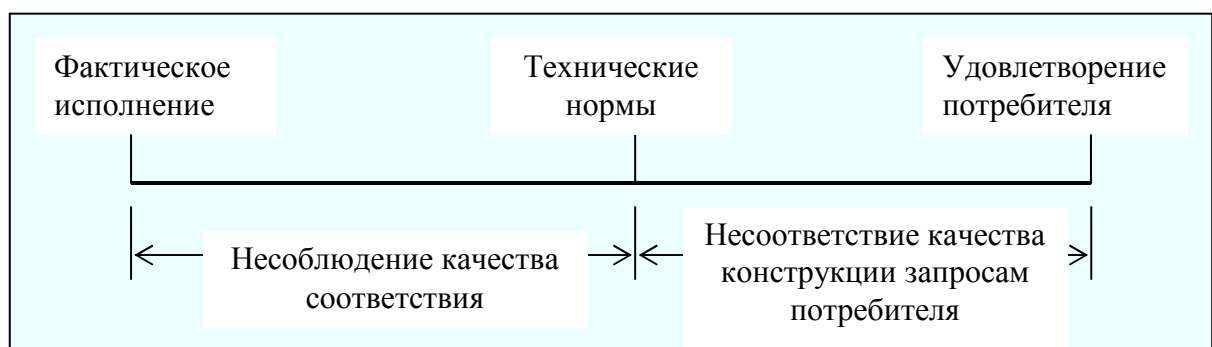 Фактическое
исполнение
Технические
нормы
Удовлетворение
потребителя
Несоблюдение качества
соответствия
Несоответствие качества
конструкции запросам
потребителя